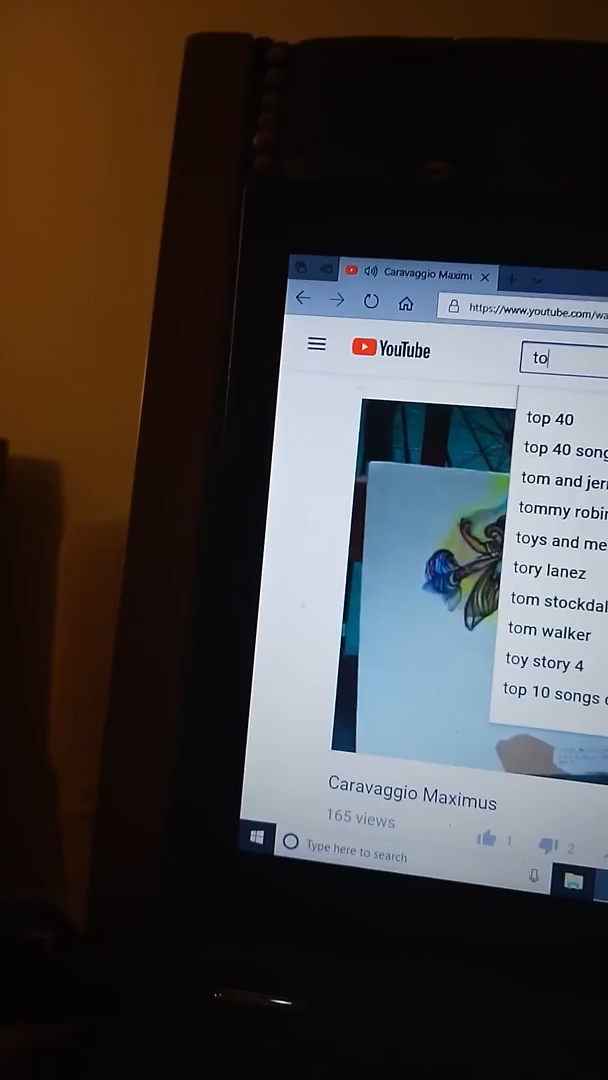 Caravaggio Maximu
https://www.youtube.com/wa
YouTube
to
top 40
top 40 song
tom and jer
tommy robin
toys and me
tory lanez
tom stockdal
tom walker
toy story 4
top 10 songs
Caravaggio Maximus
165 views
1
2
Type here to search